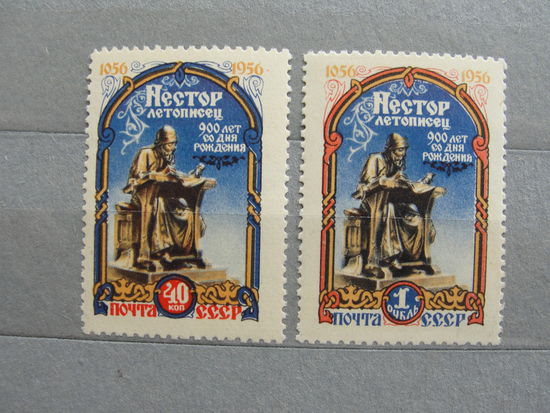 1056 1956
Нестор
летописец
900 лет
со дня
рождения
40
коп
ПОЧТА СССР
1056 1956
Нестор
летописец
900 лет
со дня
рождения
1
рубль
ПОЧТА СССР